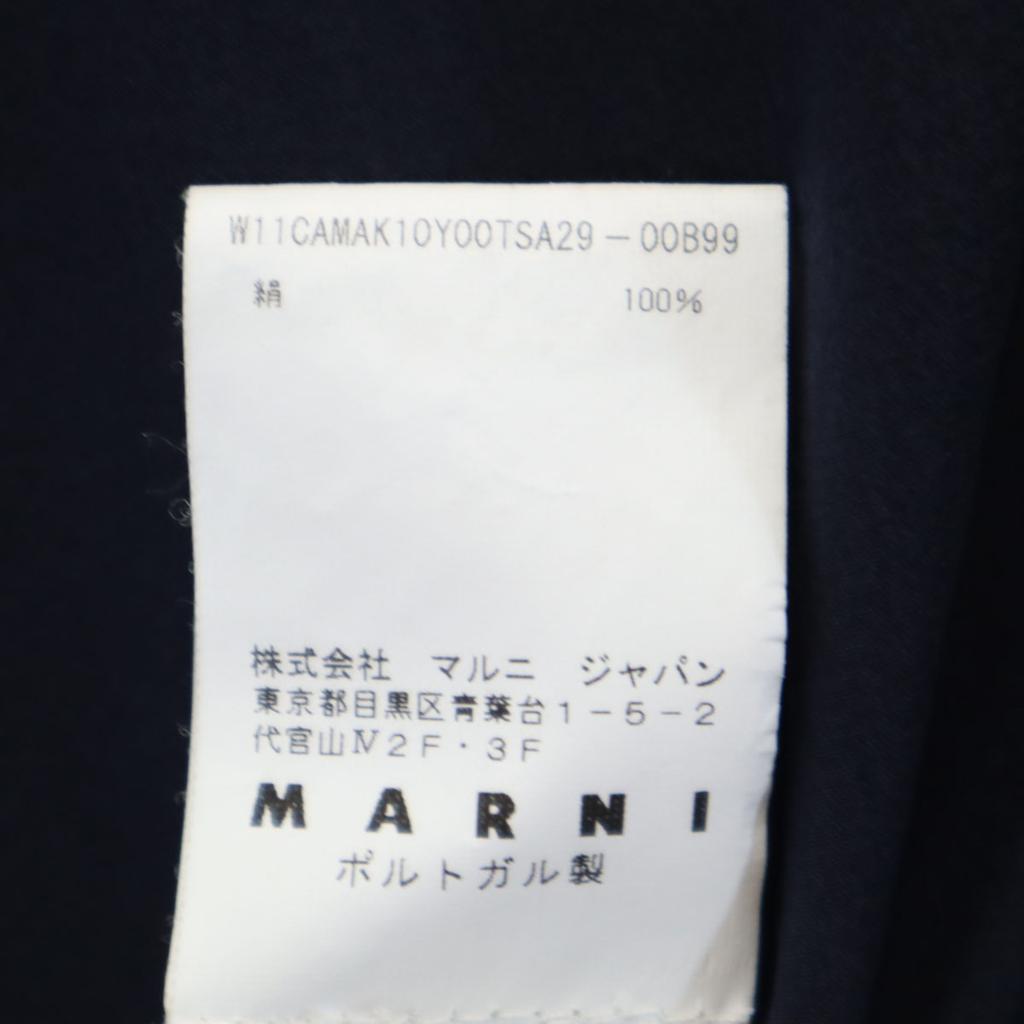 W11CAMAK10Y00TSA29－00B99
絹 100%
株式会社 マルニ ジャパン
東京都目黒区青葉台1－5－2
代官山Ⅳ2F・3F
MARNI
ポルトガル製